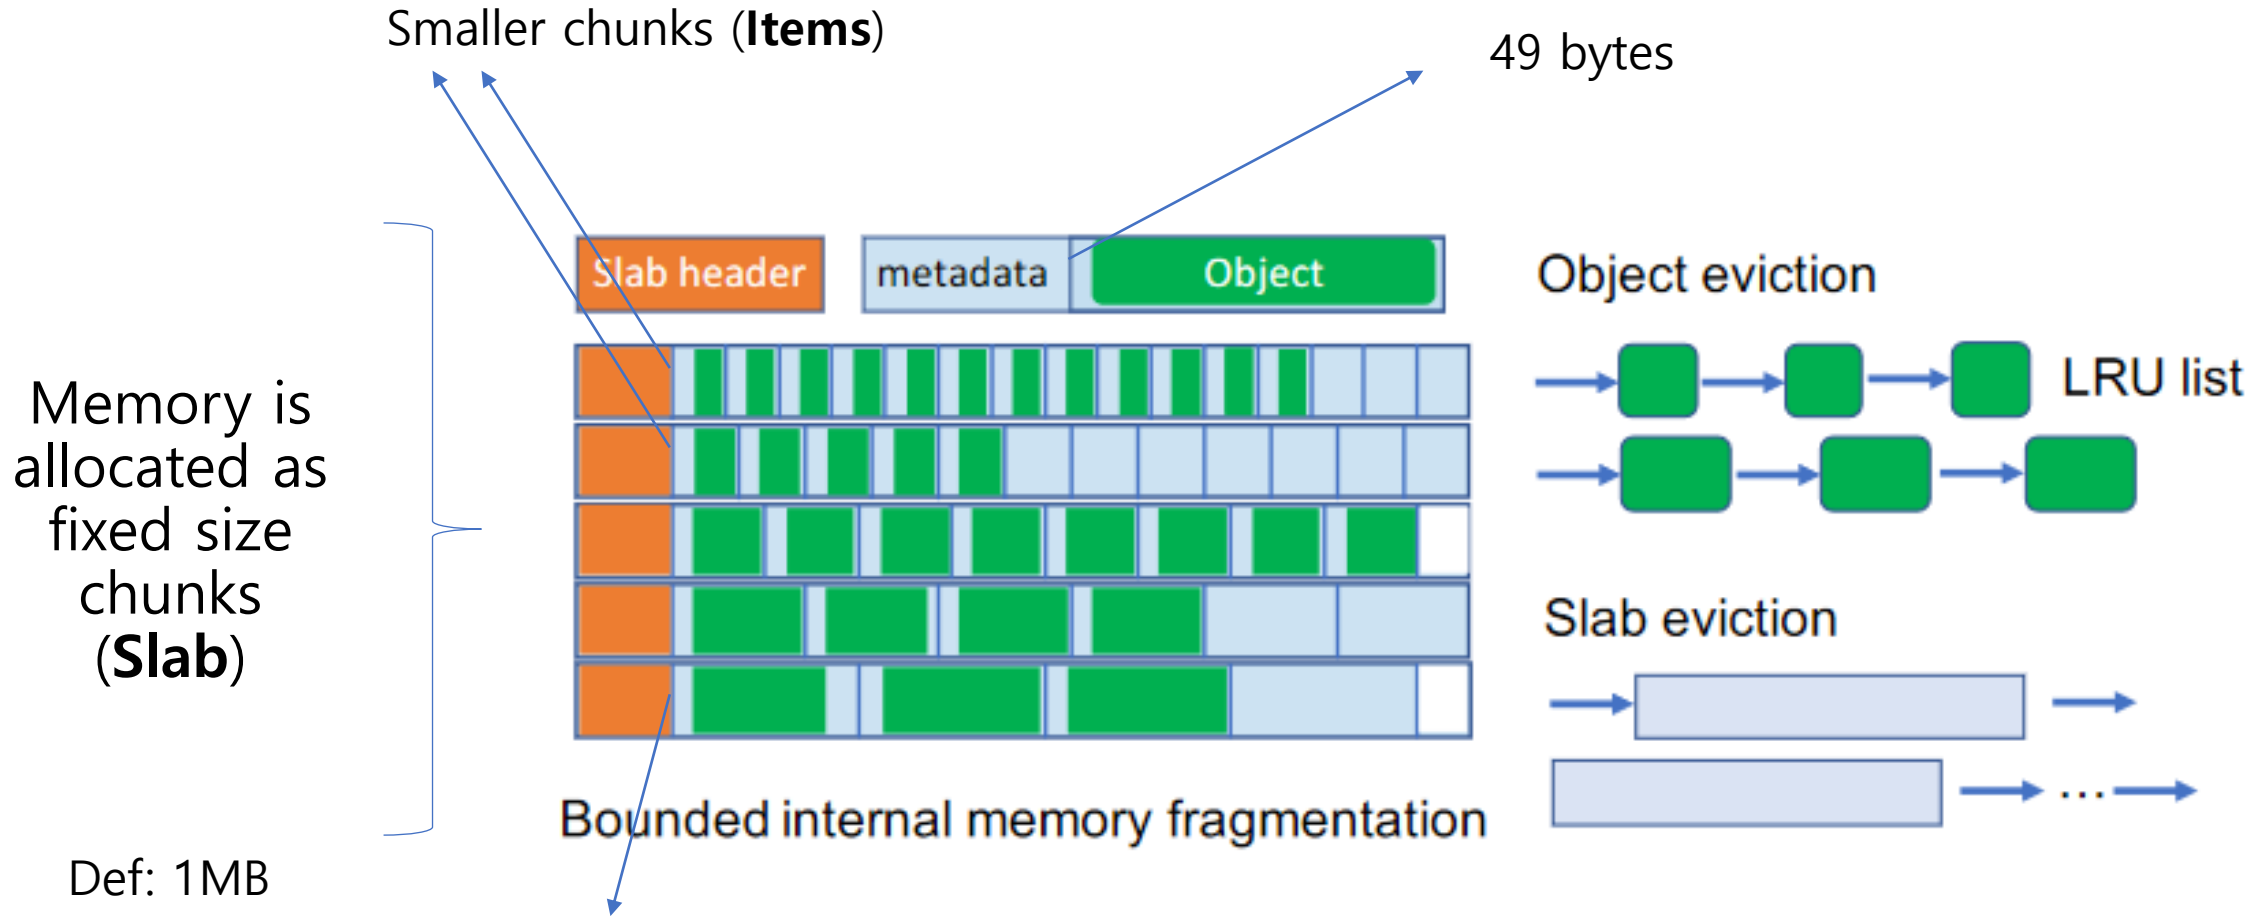 Smaller chunks (Items)
49 bytes
Slab header
metadata
Object
Object eviction
LRU list
Memory is
allocated as
fixed size
chunks
(Slab)
Slab eviction
...
Bounded internal memory fragmentation
Def: 1MB